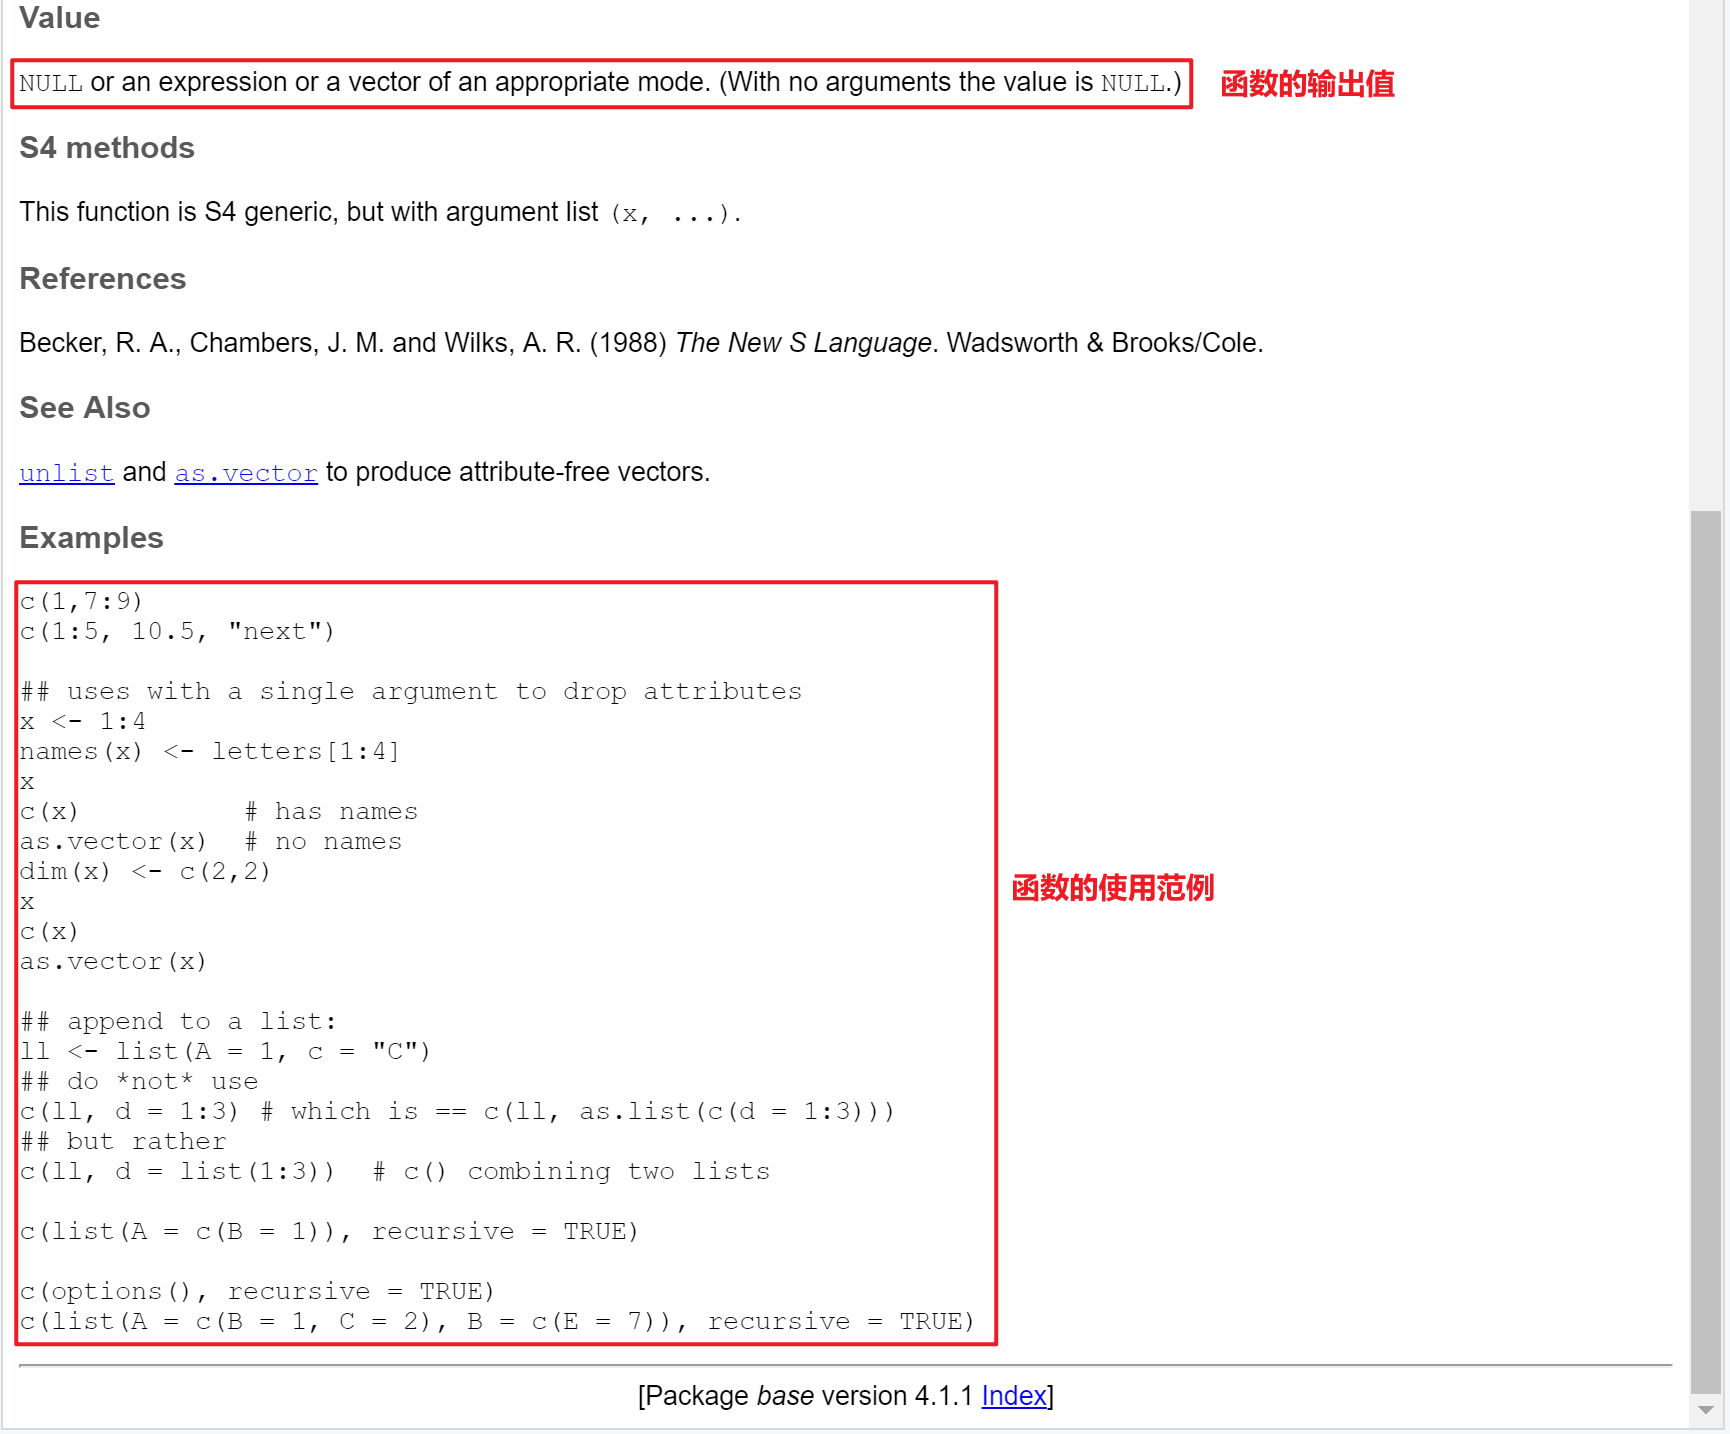 Value
NULL or an expression or a vector of an appropriate mode. (With no arguments the value is NULL.)
函数的输出值
S4 methods
This function is S4 generic, but with argument list (x, ...).
References
Becker, R. A., Chambers, J. M. and Wilks, A. R. (1988) The New S Language. Wadsworth & Brooks/Cole.
See Also
unlist and as.vector to produce attribute-free vectors.
Examples
c(1,7:9)
c(1:5, 10.5, "next")
## uses with a single argument to drop attributes
x <- 1:4
names(x) <- letters[1:4]
x
c(x)          # has names
as.vector(x)  # no names
dim(x) <- c(2,2)
x
c(x)
as.vector(x)
函数的使用范例
## append to a list:
ll <- list(A = 1, c = "C")
## do *not* use
c(ll, d = 1:3) # which is == c(ll, as.list(c(d = 1:3)))
## but rather
c(ll, d = list(1:3))  # c() combining two lists
c(list(A = c(B = 1)), recursive = TRUE)
c(options(), recursive = TRUE)
c(list(A = c(B = 1, C = 2), B = c(E = 7)), recursive = TRUE)
[Package base version 4.1.1 Index]